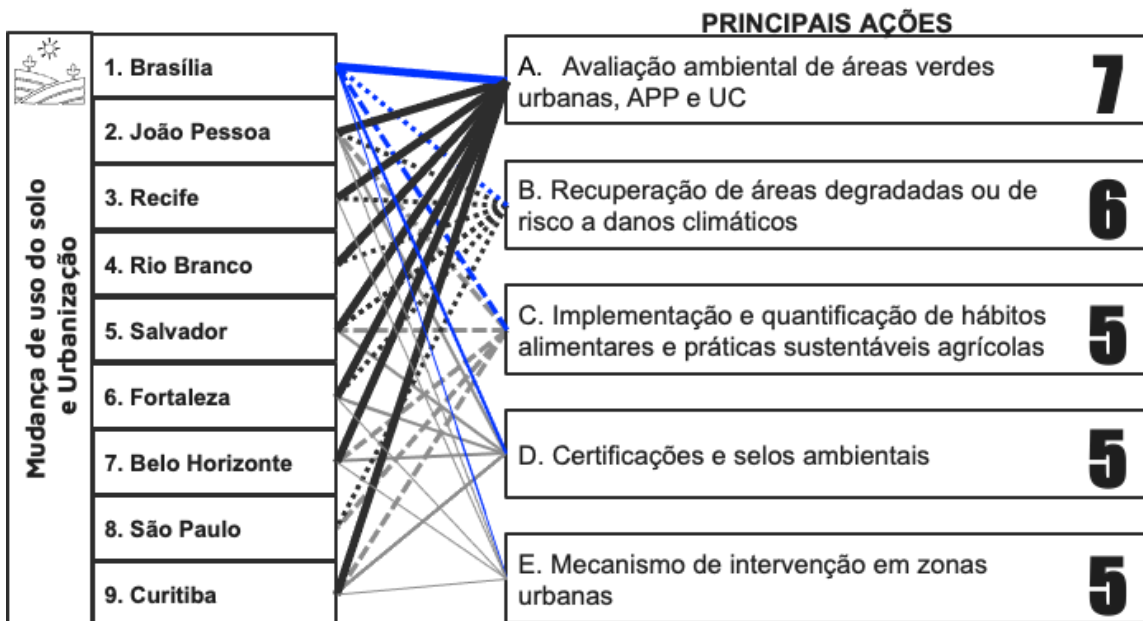 PRINCIPAIS AÇÕES
Mudança de uso do solo
e Urbanização
1. Brasília
2. João Pessoa
3. Recife
4. Rio Branco
5. Salvador
6. Fortaleza
7. Belo Horizonte
8. São Paulo
9. Curitiba
A. Avaliação ambiental de áreas verdes
urbanas, APP e UC
7
B. Recuperação de áreas degradadas ou de
risco a danos climáticos
6
C. Implementação e quantificação de hábitos
alimentares e práticas sustentáveis agrícolas
5
D. Certificações e selos ambientais
5
E. Mecanismo de intervenção em zonas
urbanas
5